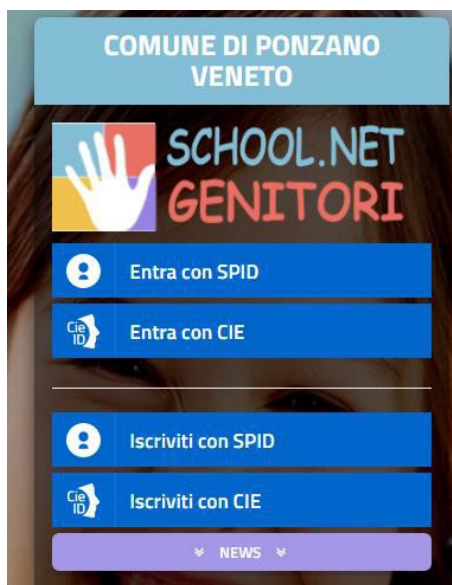 COMUNE DI PONZANO
VENETO
SCHOOL.NET
GENITORI
Entra con SPID
Cie
ID
Entra con CIE
Iscriviti con SPID
Cie
ID
Iscriviti con CIE
NEWS